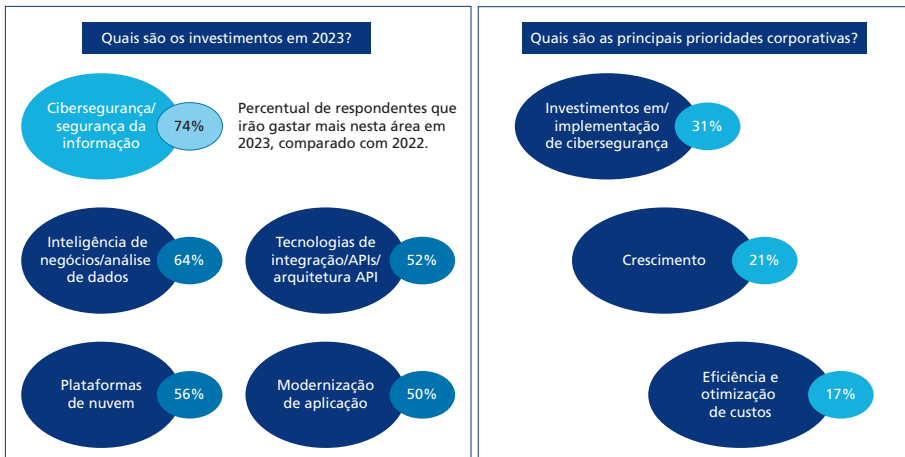 Quais são os investimentos em 2023?
Cibersegurança/
segurança da
informação
74%
Percentual de respondentes que
irão gastar mais nesta área em
2023, comparado com 2022.
Inteligência de
negócios/análise
de dados
64%
Tecnologias de
integração/APIs/
arquitetura API
52%
Plataformas
de nuvem
56%
Modernização
de aplicação
50%
Quais são as principais prioridades corporativas?
Investimentos em/
implementação
de cibersegurança
31%
Crescimento
21%
Eficiência e
otimização
de custos
17%